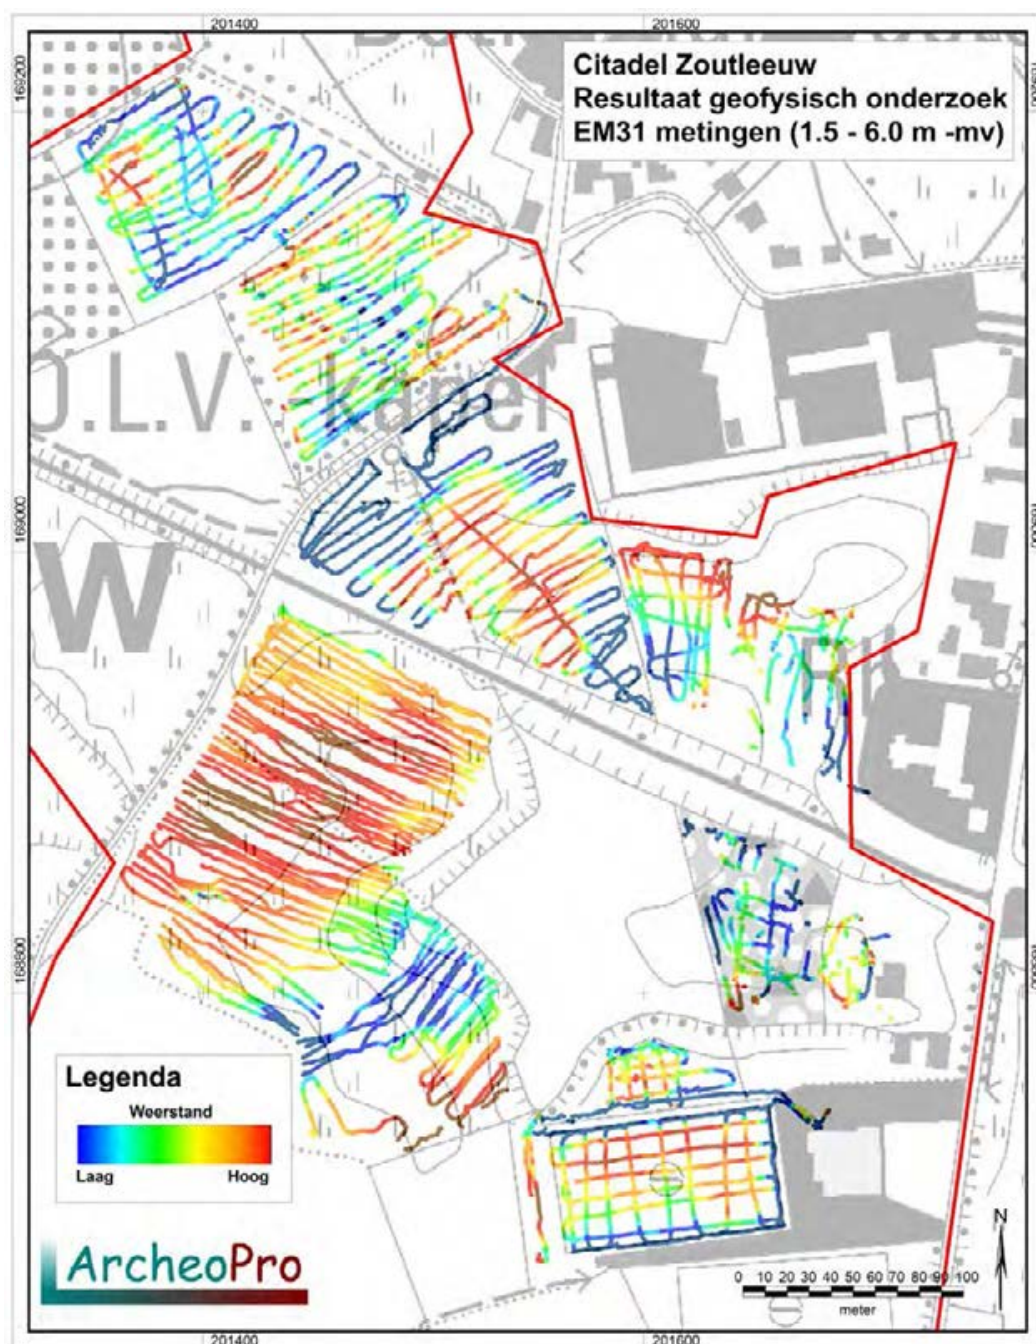 201400
201600
169200
Citadel Zoutleeuw
Resultaat geofysisch onderzoek
EM31 metingen (1.5 - 6.0 m -mv)
O.L.V. -kapel
169000
W
168800
Legenda
Weerstand
Laag
Hoog
ArcheoPro
N
0 10 20 30 40 50 60 70 80 90 100
meter
201400
201600